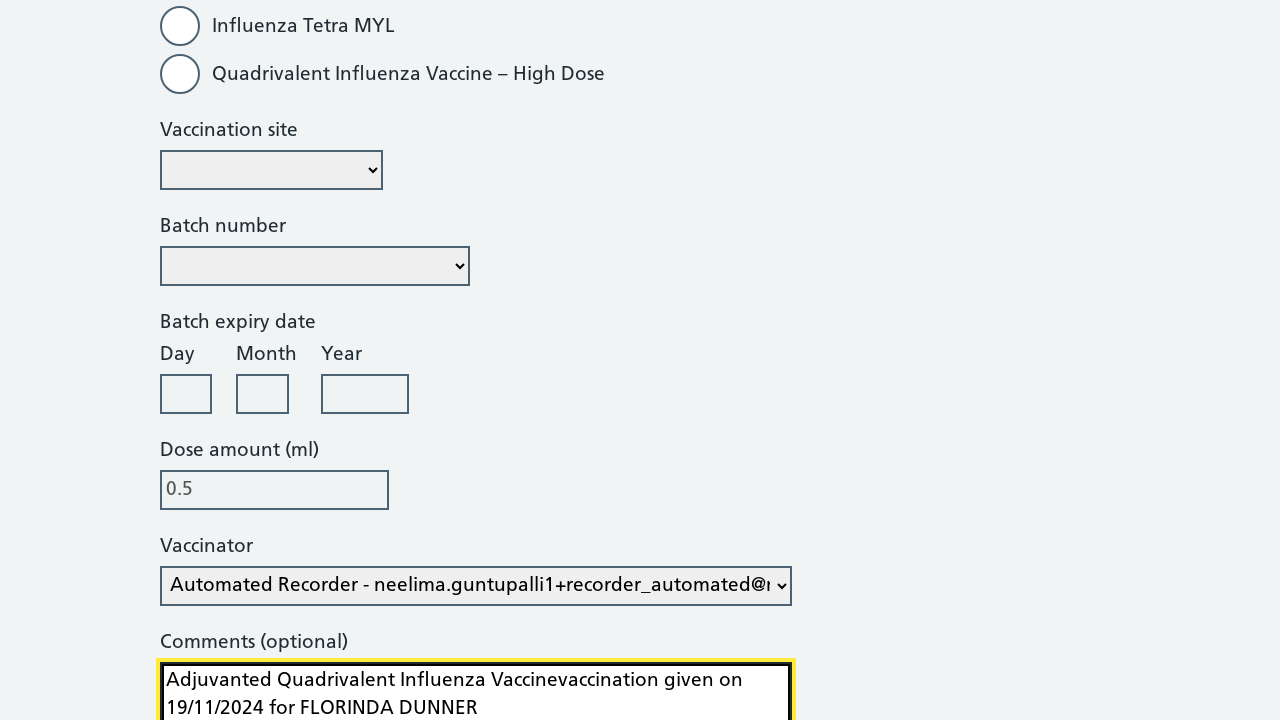 Influenza Tetra MYL
Quadrivalent Influenza Vaccine – High Dose
Vaccination site
Batch number
Batch expiry date
Day Month Year
Dose amount (ml)
0.5
Vaccinator
Automated Recorder - neelima.guntupalli1+recorder_automated@
Comments (optional)
Adjuvanted Quadrivalent Influenza Vaccinevaccination given on
19/11/2024 for FLORINDA DUNNER